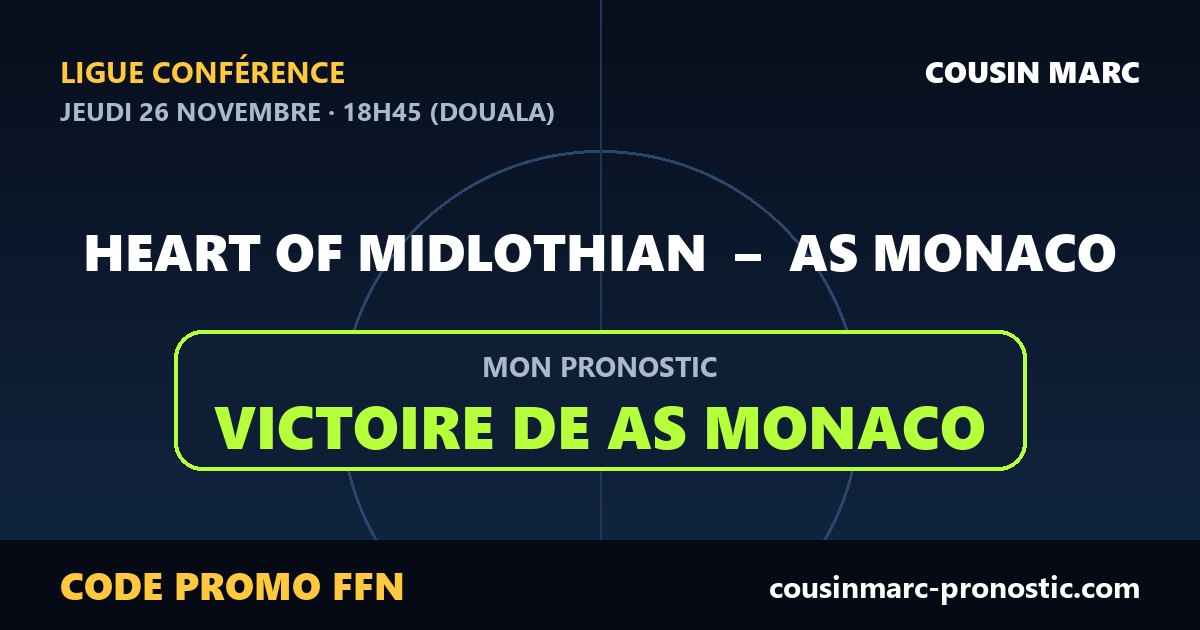 LIGUE CONFÉRENCE
COUSIN MARC
JEUDI 26 NOVEMBRE · 18H45 (DOUALA)
HEART OF MIDLOTHIAN – AS MONACO
MON PRONOSTIC
VICTOIRE DE AS MONACO
CODE PROMO FFN
cousinmarc-pronostic.com